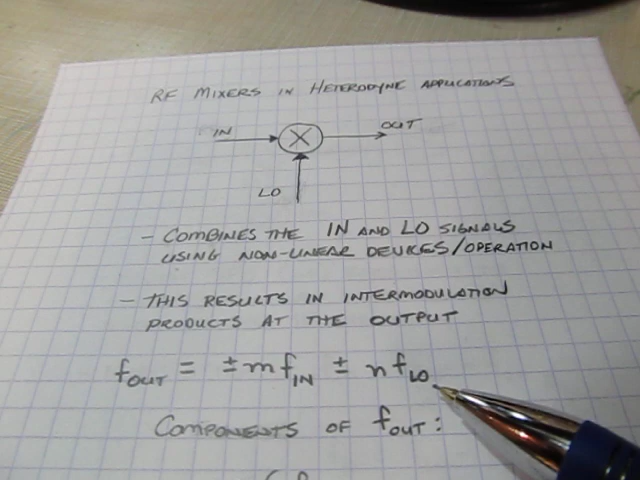 RF MIXERS IN HETERODYNE APPLICATIONS
IN
OUT
LO
- COMBINES THE IN AND LO SIGNALS
USING NON-LINEAR DEVICES/OPERATION
- THIS RESULTS IN INTERMODULATION
PRODUCTS AT THE OUTPUT
fOUT = ±mfIN ± nfLO
COMPONENTS OF fOUT: